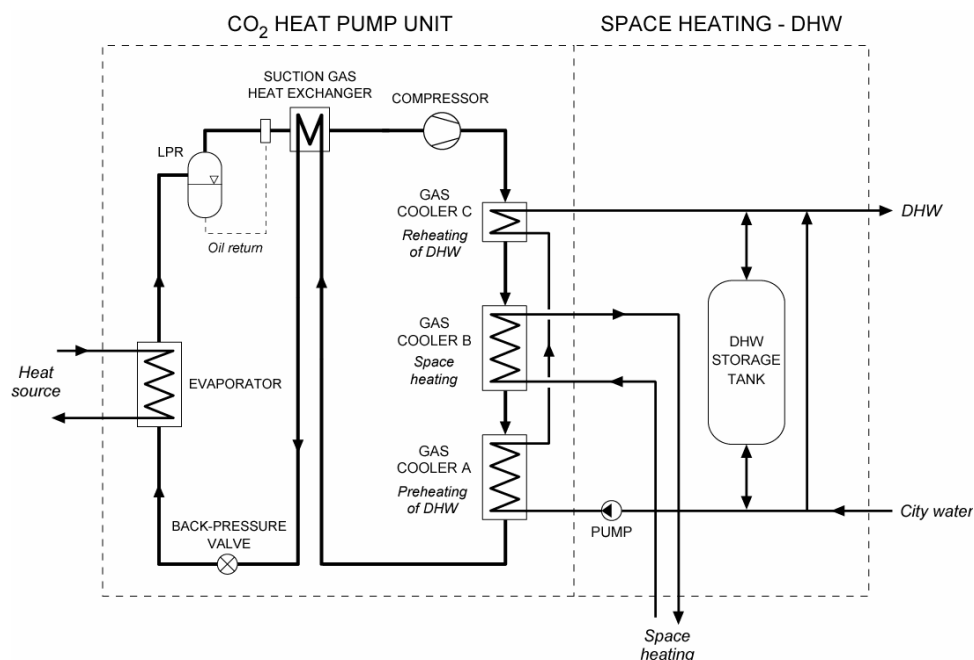 CO₂ HEAT PUMP UNIT
SPACE HEATING - DHW
SUCTION GAS
HEAT EXCHANGER
COMPRESSOR
LPR
Oil return
GAS
COOLER C
Reheating
of DHW
DHW
GAS
COOLER B
Space
heating
DHW
STORAGE
TANK
Heat
source
EVAPORATOR
GAS
COOLER A
Preheating
of DHW
BACK-PRESSURE
VALVE
PUMP
City water
Space
heating